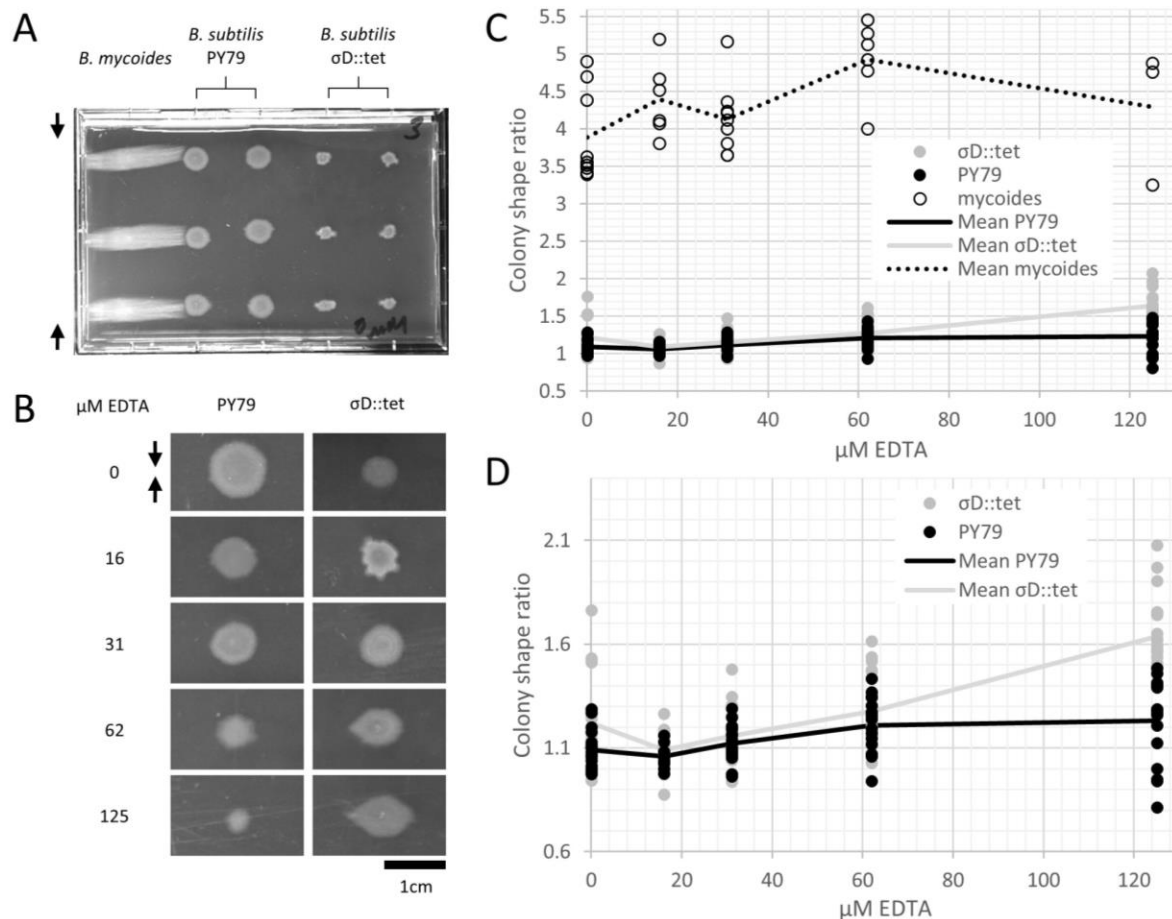 A
B. mycoides
B. subtilis
PY79
B. subtilis
σD::tet
3
0 μM
B
μM EDTA
PY79
σD::tet
0
16
31
62
125
1cm
C
Colony shape ratio
5.5
5
4.5
4
3.5
3
2.5
2
1.5
1
0.5
σD::tet
PY79
mycoides
Mean PY79
Mean σD::tet
Mean mycoides
0
20
40
60
80
100
120
μM EDTA
D
Colony shape ratio
2.1
1.6
1.1
0.6
σD::tet
PY79
Mean PY79
Mean σD::tet
0
20
40
60
80
100
120
μM EDTA